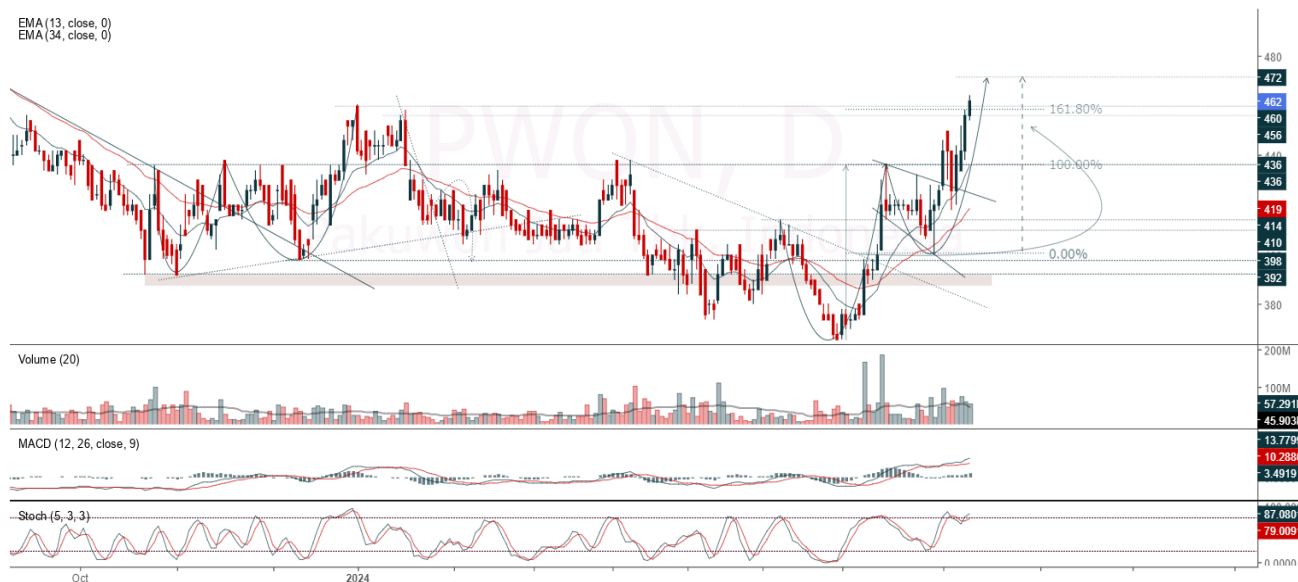 EMA (13, close, 0)
EMA (34, close, 0)
PWON, D
480
472
462
161.80%
460
456
440
100.00%
436
436
419
414
410
0.00%
398
392
380
Volume (20)
200M
100M
57.291
45.903
MACD (12, 26, close, 9)
13.779
10.288
3.4919
Stoch (5, 3, 3)
87.080
79.009
0.0000
Oct
2024